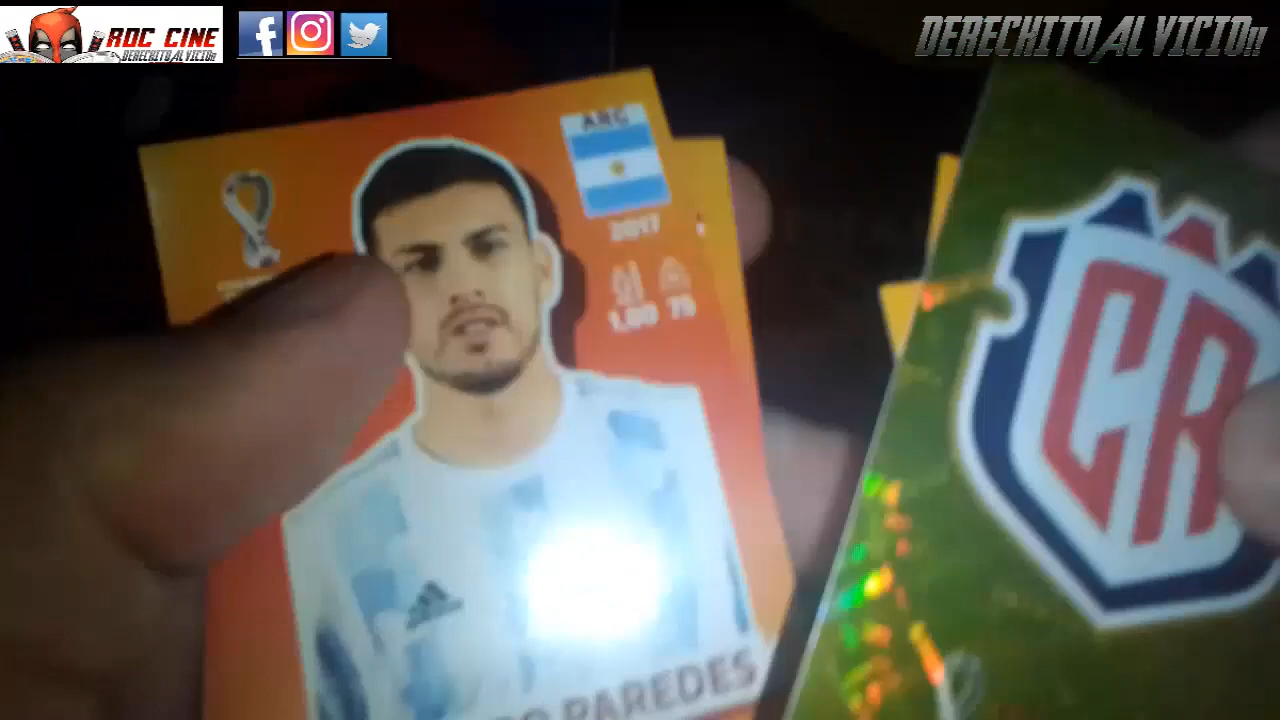 ROC CINE
DERECHITO AL VICIO!!
DERECHITO AL VICIO!!
ARG
2017
1,80 75
PAREDES
CR